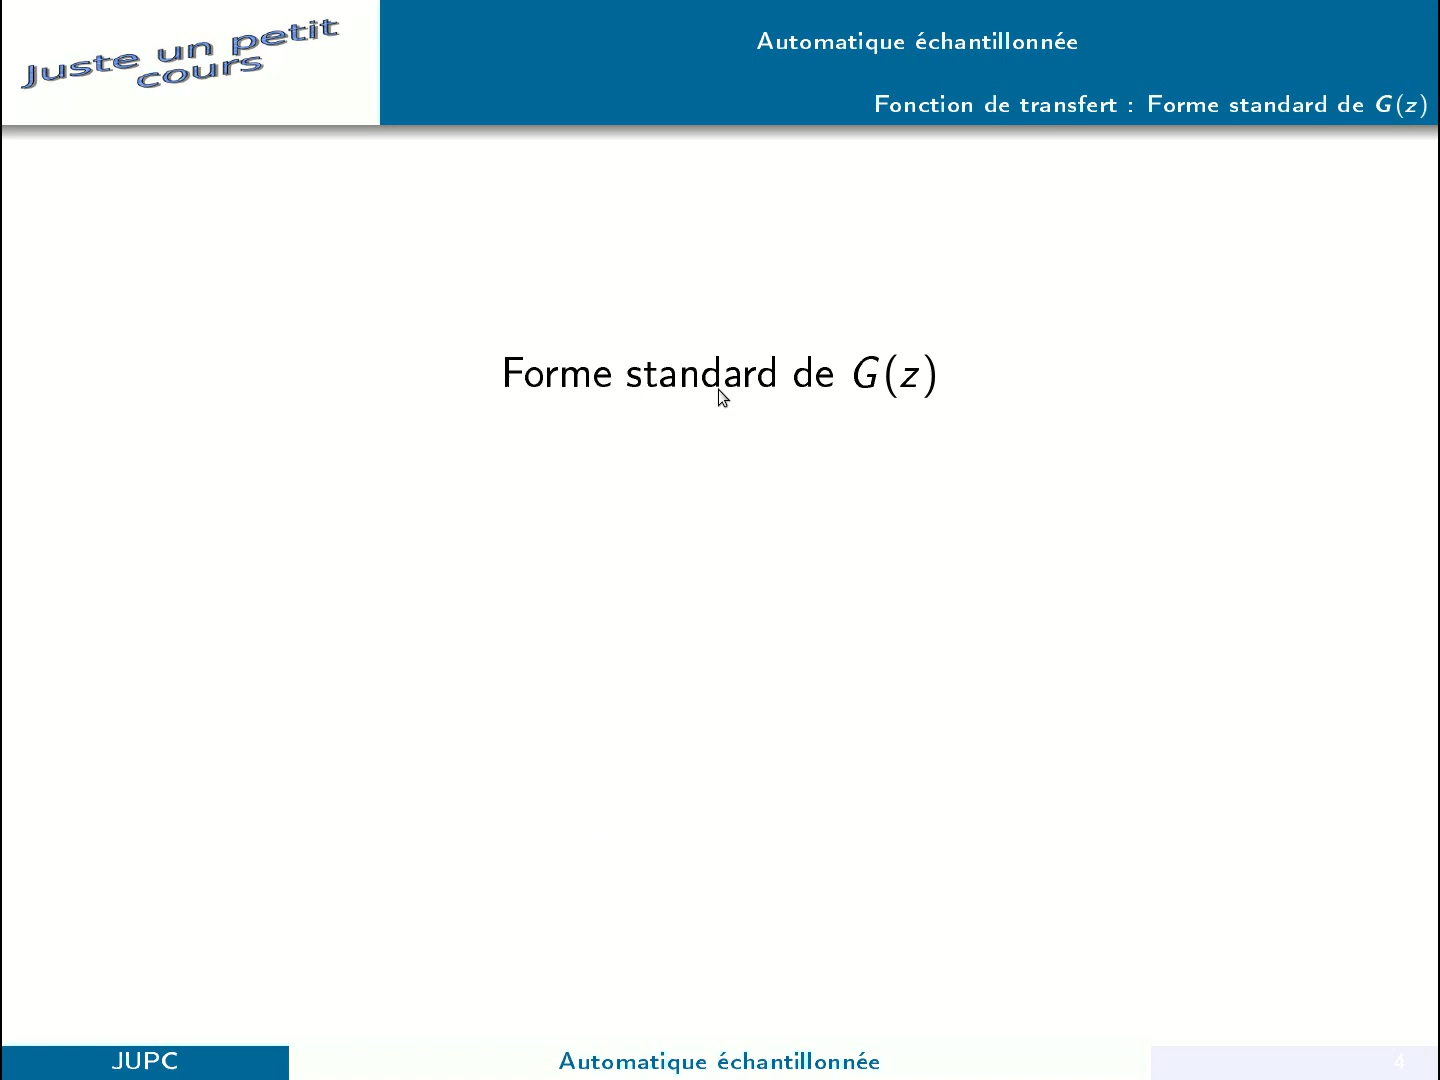 Juste un petit
cours
Automatique échantillonnée
Fonction de transfert : Forme standard de G(z)
Forme standard de G(z)
JUPC
Automatique échantillonnée
4